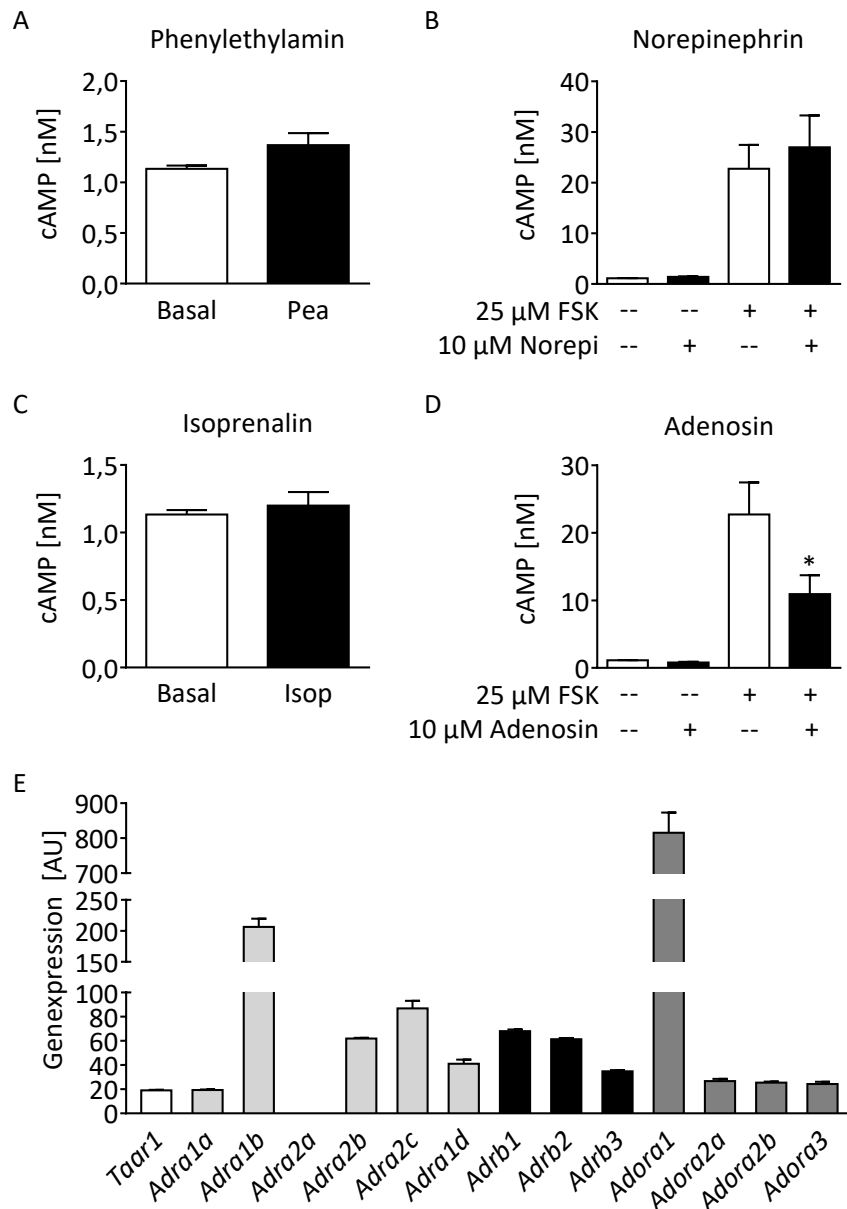 A
Phenylethylamin
cAMP [nM]
2,0
1,5
1,0
0,5
0,0
Basal Pea
B
Norepinephrin
cAMP [nM]
40
30
20
10
0
25 µM FSK -- -- + +
10 µM Norepi -- + -- +
C
Isoprenalin
cAMP [nM]
1,5
1,0
0,5
0,0
Basal Isop
D
Adenosin
cAMP [nM]
30
20
10
0
*
25 µM FSK -- -- + +
10 µM Adenosin -- + -- +
E
Genexpression [AU]
900
800
700
250
200
150
100
80
60
40
20
0
Taar1 Adra1a Adra1b Adra2a Adra2b Adra2c Adra1d Adrb1 Adrb2 Adrb3 Adora1 Adora2a Adora2b Adora3